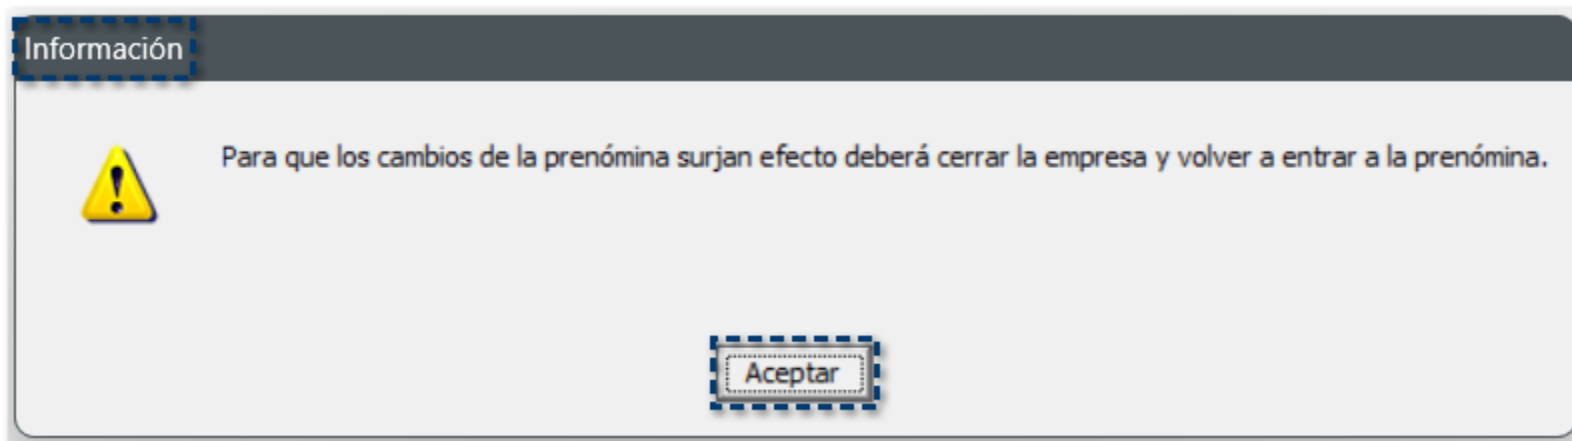 Información
Para que los cambios de la prenómina surjan efecto deberá cerrar la empresa y volver a entrar a la prenómina.
Aceptar